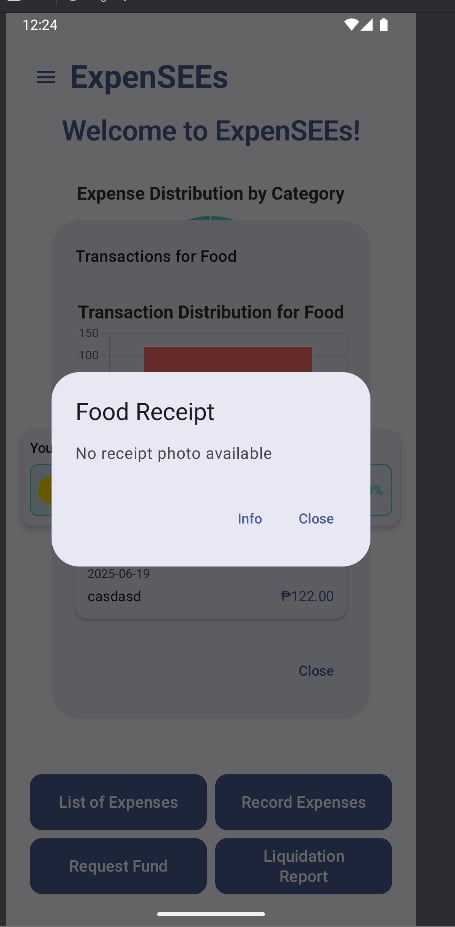 12:24
ExpenSEEs
Welcome to ExpenSEEs!
Expense Distribution by Category
Transactions for Food
Transaction Distribution for Food
150
100
Food Receipt
You
No receipt photo available
%
Info Close
2025-06-19
casdasd ₱122.00
Close
List of Expenses Record Expenses
Request Fund Liquidation
Report